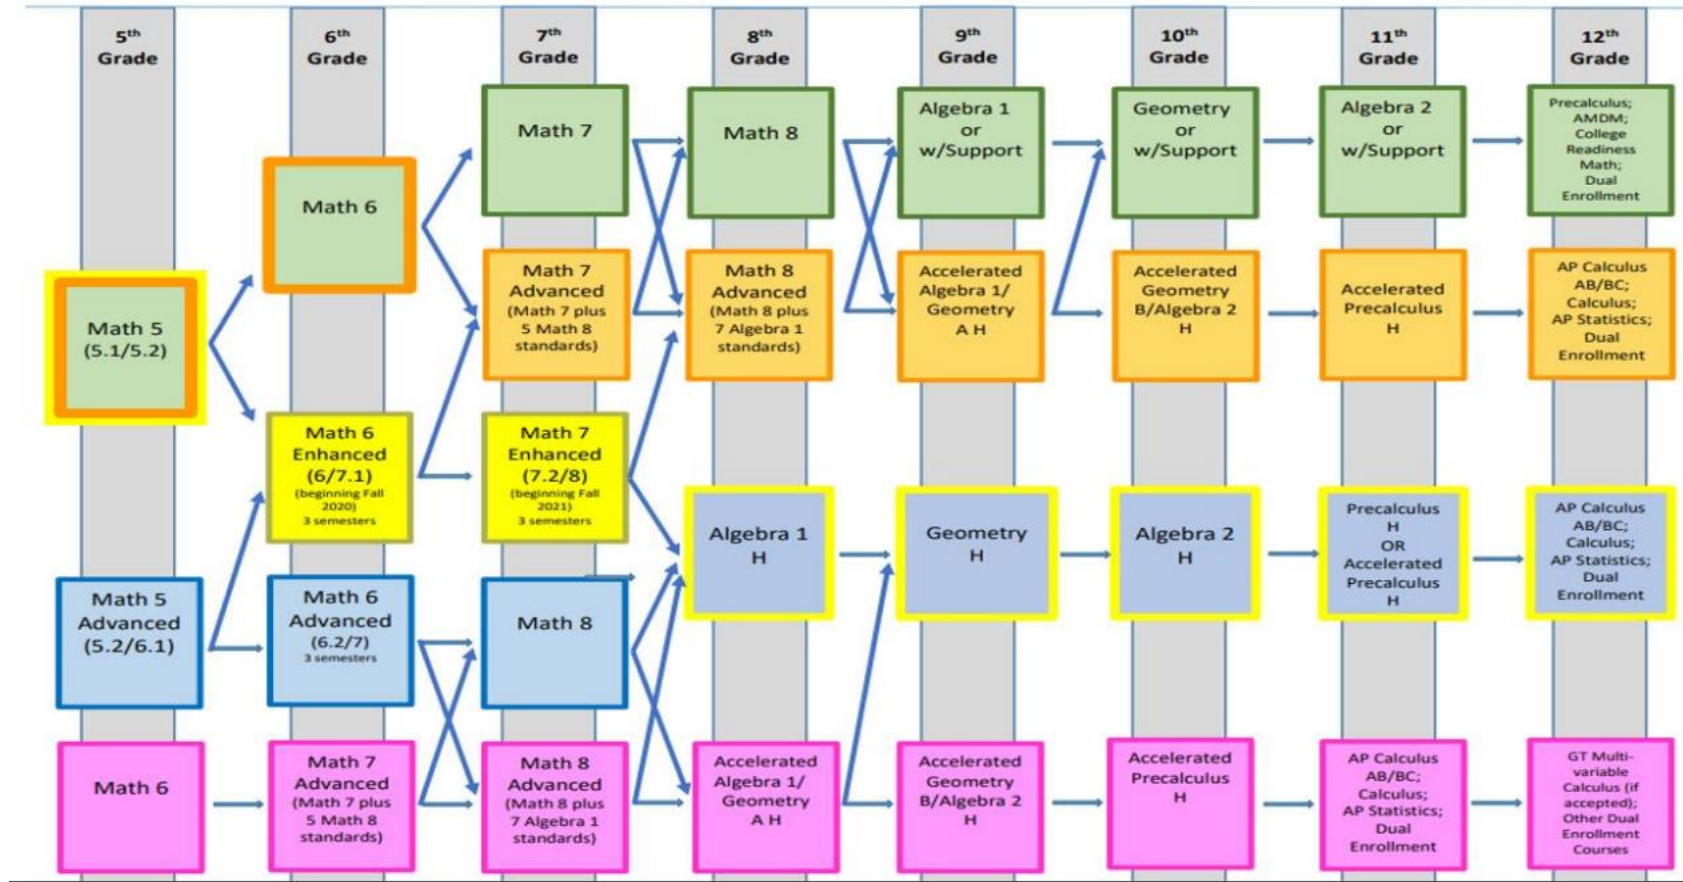 5th
Grade
6th
Grade
7th
Grade
8th
Grade
9th
Grade
10th
Grade
11th
Grade
12th
Grade
Math 5
(5.1/5.2)
Math 5
Advanced
(5.2/6.1)
Math 6
Math 6
Math 6
Enhanced
(6/7.1)
(beginning Fall
2020)
3 semesters
Math 6
Advanced
(6.2/7)
3 semesters
Math 7
Advanced
(Math 7 plus
5 Math 8
standards)
Math 7
Math 7
Advanced
(Math 7 plus
5 Math 8
standards)
Math 7
Enhanced
(7.2/8)
(beginning Fall
2021)
3 semesters
Math 8
Math 8
Advanced
(Math 8 plus
7 Algebra 1
standards)
Math 8
Math 8
Advanced
(Math 8 plus
7 Algebra 1
standards)
Algebra 1
H
Accelerated
Algebra 1/
Geometry
A H
Algebra 1
or
w/Support
Accelerated
Algebra 1/
Geometry
A H
Geometry
H
Accelerated
Geometry
B/Algebra 2
H
Geometry
or
w/Support
Accelerated
Geometry
B/Algebra 2
H
Algebra 2
H
Accelerated
Precalculus
H
Algebra 2
or
w/Support
Accelerated
Precalculus
H
Precalculus
H
OR
Accelerated
Precalculus
H
AP Calculus
AB/BC;
Calculus;
AP Statistics;
Dual
Enrollment
Precalculus;
AMDM;
College
Readiness
Math;
Dual
Enrollment
AP Calculus
AB/BC;
Calculus;
AP Statistics;
Dual
Enrollment
AP Calculus
AB/BC;
Calculus;
AP Statistics;
Dual
Enrollment
GT Multi-
variable
Calculus (if
accepted);
Other Dual
Enrollment
Courses